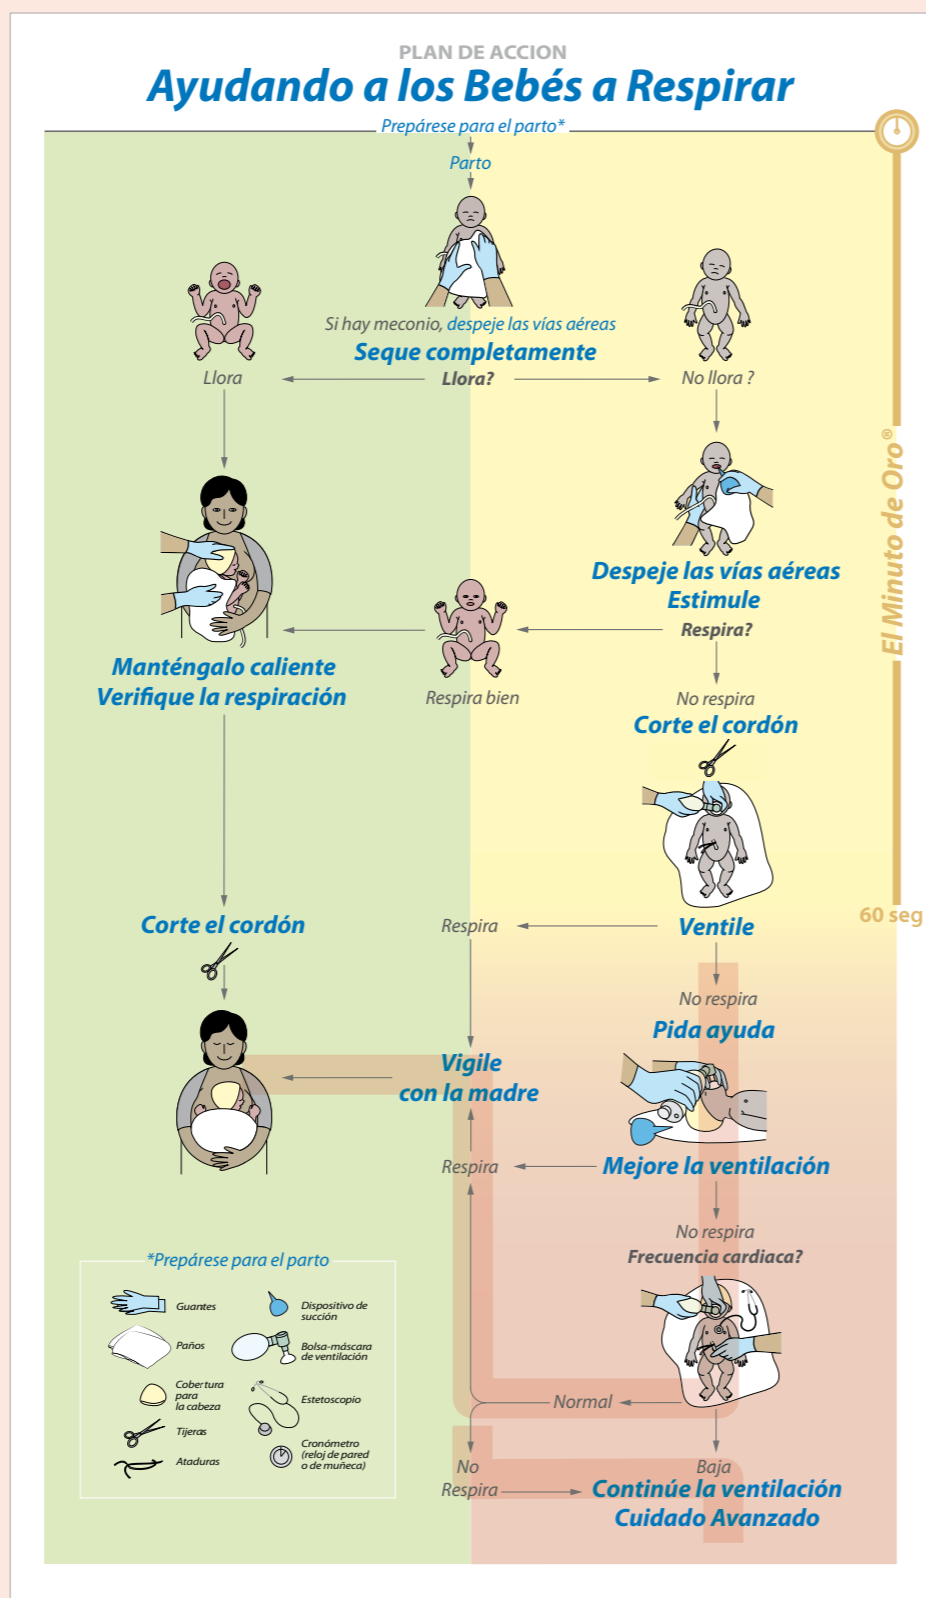 PLAN DE ACCION
Ayudando a los Bebés a Respirar
Prepárese para el parto*
Parto
Si hay meconio, despeje las vías aéreas
Seque completamente
Llora
Llora?
No llora ?
Despeje las vías aéreas
Estimule
Respira?
El Minuto de Oro®
Manténgalo caliente
Verifique la respiración
Respira bien
No respira
Corte el cordón
60 seg
Corte el cordón
Respira
Ventile
No respira
Pida ayuda
Vigile
con la madre
Respira
Mejore la ventilación
No respira
Frecuencia cardiaca?
Normal
No
Respira
Baja
Continúe la ventilación
Cuidado Avanzado
*Prepárese para el parto
Guantes
Dispositivo de
succión
Paños
Bolsa-máscara
de ventilación
Cobertura
para
la cabeza
Estetoscopio
Tijeras
Ataduras
Cronómetro
(reloj de pared
o de muñeca)